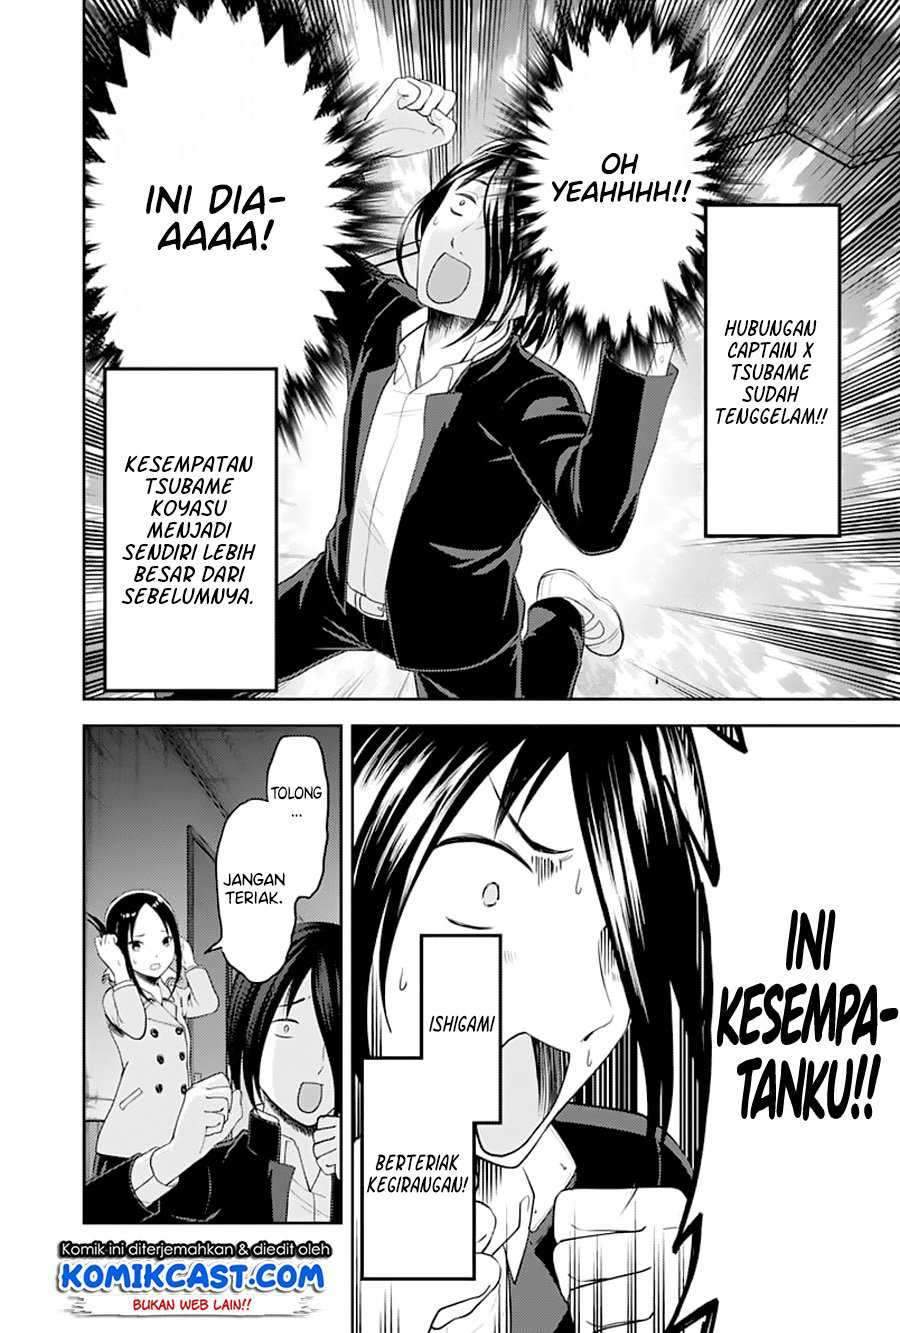 OH
YEAHHHH!!
HUBUNGAN
CAPTAIN X
TSUBAME
SUDAH
TENGGELAM!!
INI DIA-
AAAA!
KESEMPATAN
TSUBAME
KOYASU
MENJADI
SENDIRI LEBIH
BESAR DARI
SEBELUMNYA.
INI
KESEMPA-
TANKU!!
ISHIGAMI
BERTERIAK
KEGIRANGAN!
TOLONG
...
JANGAN
TERIAK.
Komik ini diterjemahkan & diedit oleh
KOMIKCAST.COM
BUKAN WEB LAIN!!